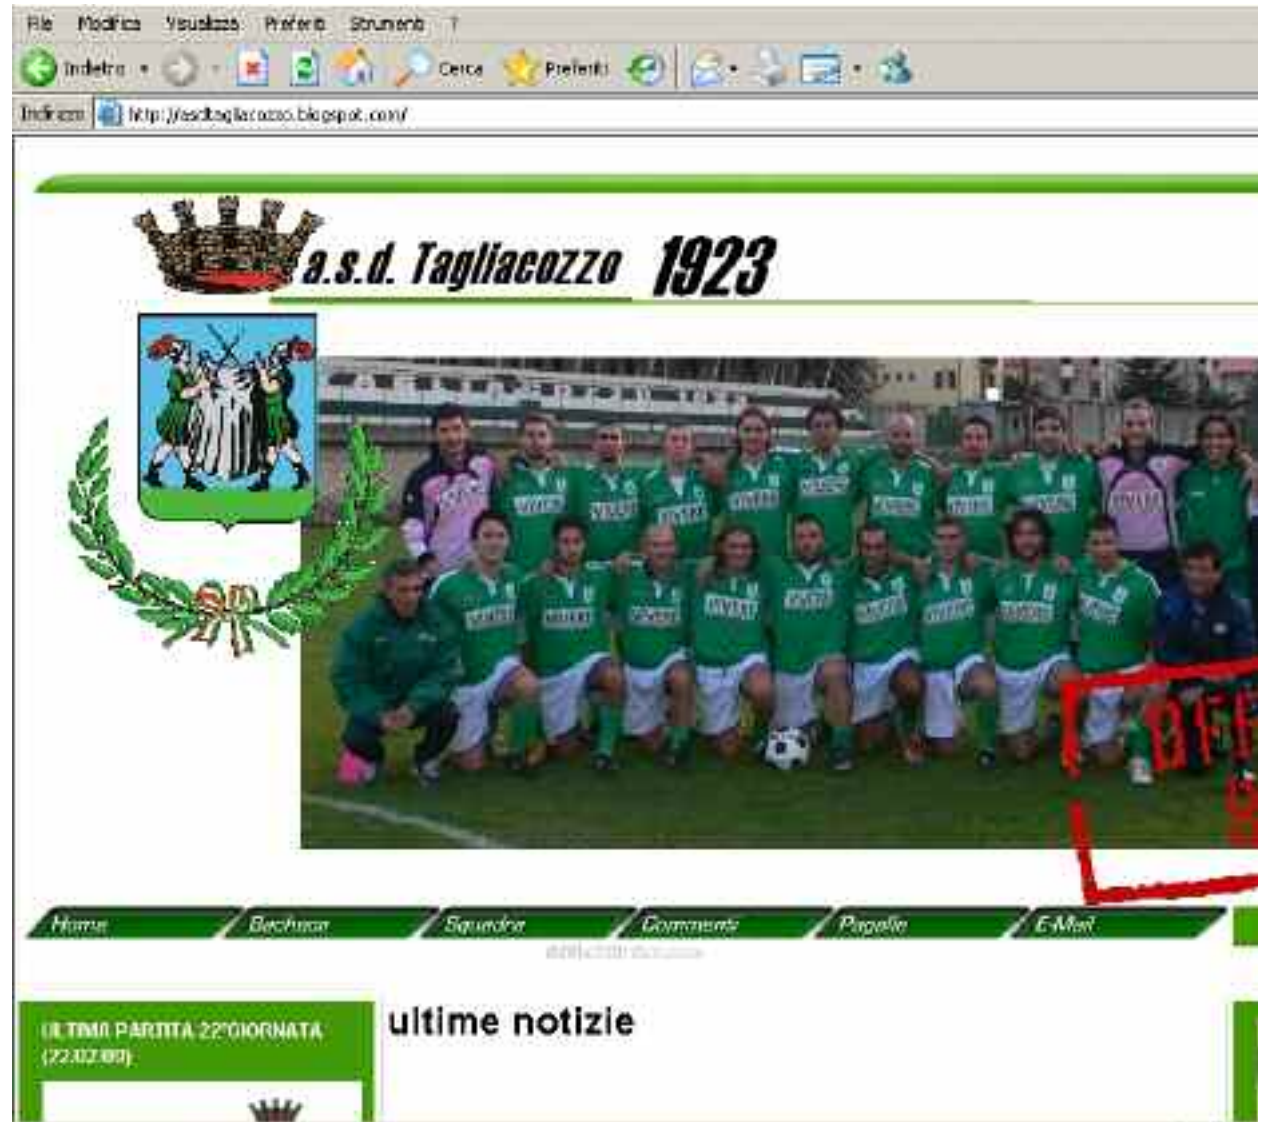 File Modifica Visualizza Preferiti Strumenti ?
Indietro Cerca Preferiti
Indirizzo http://asdtagliacozzo.blogspot.com/
a.s.d. Tagliacozzo 1923
Home Bacheca Squadra Commenti Pagelle E-Mail
ultime notizie
ULTIMA PARTITA 22°GIORNATA
(22/02/09)